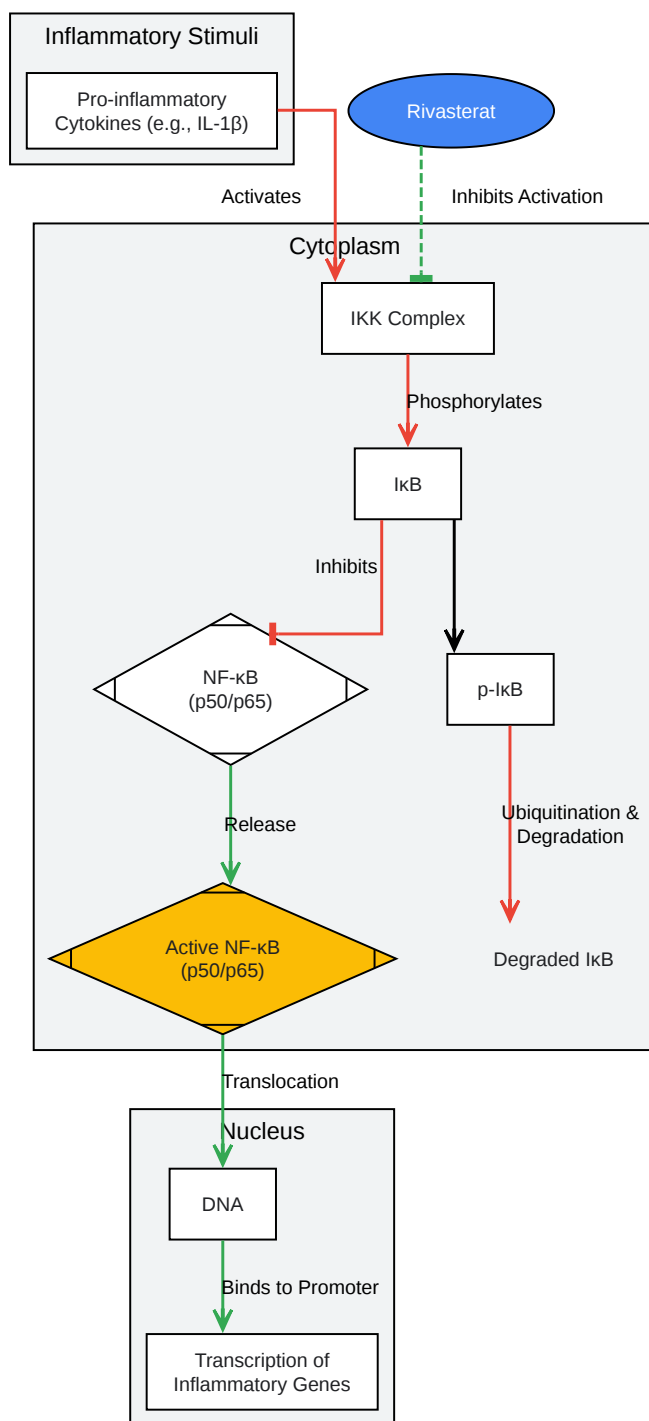 Inflammatory Stimuli
Pro-inflammatory
Cytokines (e.g., IL-1β)
Rivasterat
Activates
Inhibits Activation
Cytoplasm
IKK Complex
Phosphorylates
IκB
Inhibits
NF-κB
(p50/p65)
p-IκB
Release
Ubiquitination &
Degradation
Active NF-κB
(p50/p65)
Degraded IκB
Translocation
Nucleus
DNA
Binds to Promoter
Transcription of
Inflammatory Genes